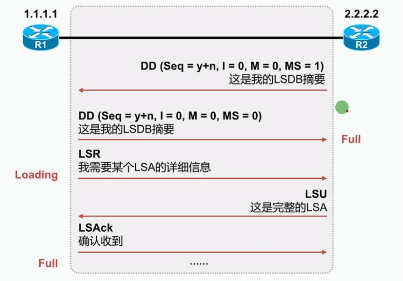 1.1.1.1
2.2.2.2
R1
R2
DD (Seq = y+n, I = 0, M = 0, MS = 1)
这是我的LSDB摘要
DD (Seq = y+n, I = 0, M = 0, MS = 0)
这是我的LSDB摘要
Full
LSR
我需要某个LSA的详细信息
Loading
LSU
这是完整的LSA
LSAck
确认收到
Full
......